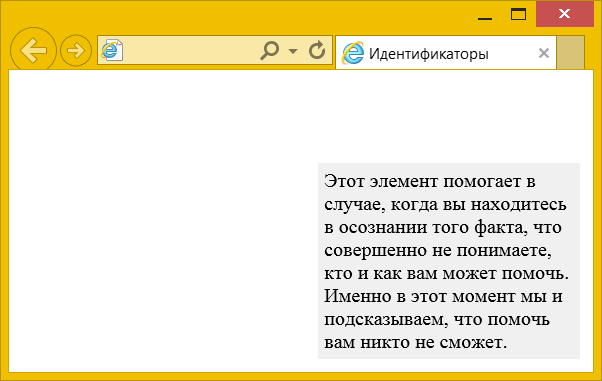 Идентификаторы
Этот элемент помогает в
случае, когда вы находитесь
в осознании того факта, что
совершенно не понимаете,
кто и как вам может помочь.
Именно в этот момент мы и
подсказываем, что помочь
вам никто не сможет.